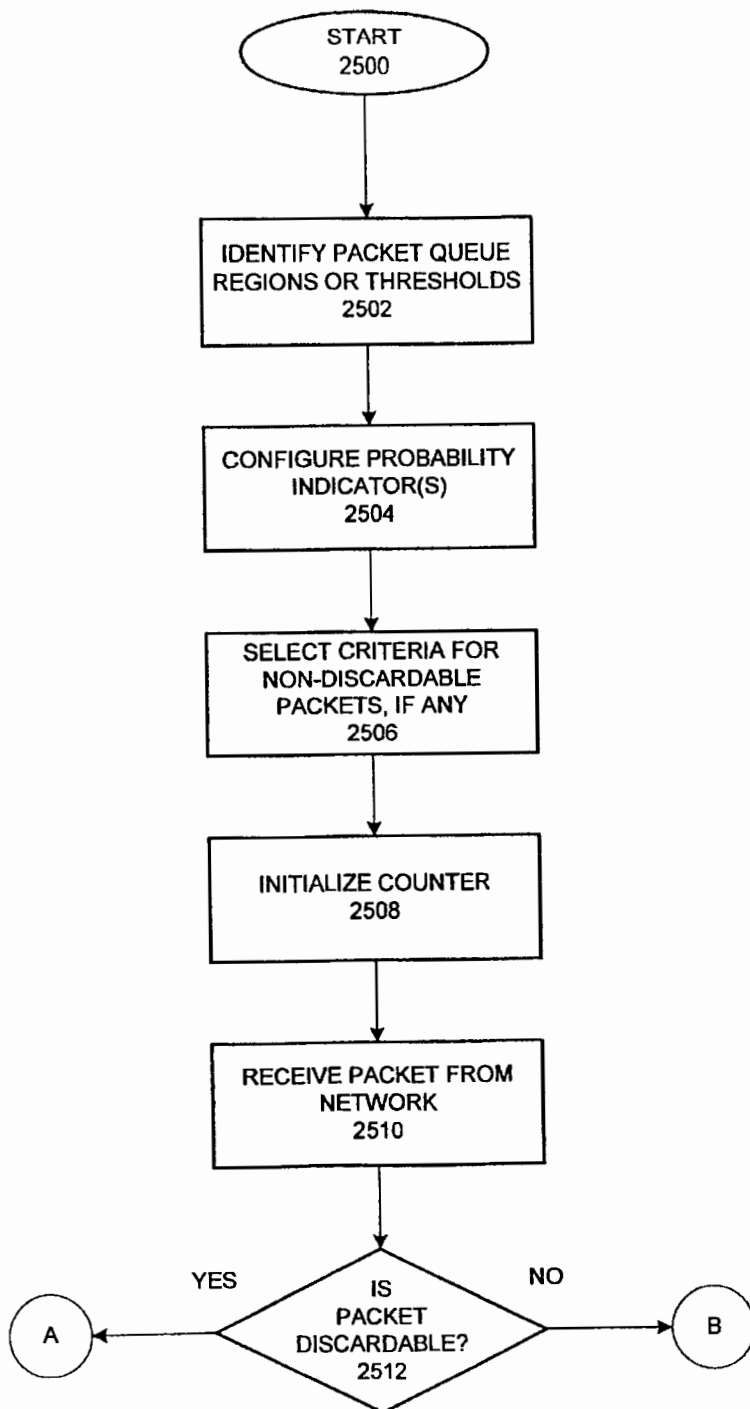 START
2500
IDENTIFY PACKET QUEUE
REGIONS OR THRESHOLDS
2502
CONFIGURE PROBABILITY
INDICATOR(S)
2504
SELECT CRITERIA FOR
NON-DISCARDABLE
PACKETS, IF ANY
2506
INITIALIZE COUNTER
2508
RECEIVE PACKET FROM
NETWORK
2510
YES
NO
IS
PACKET
DISCARDABLE?
2512
A
B